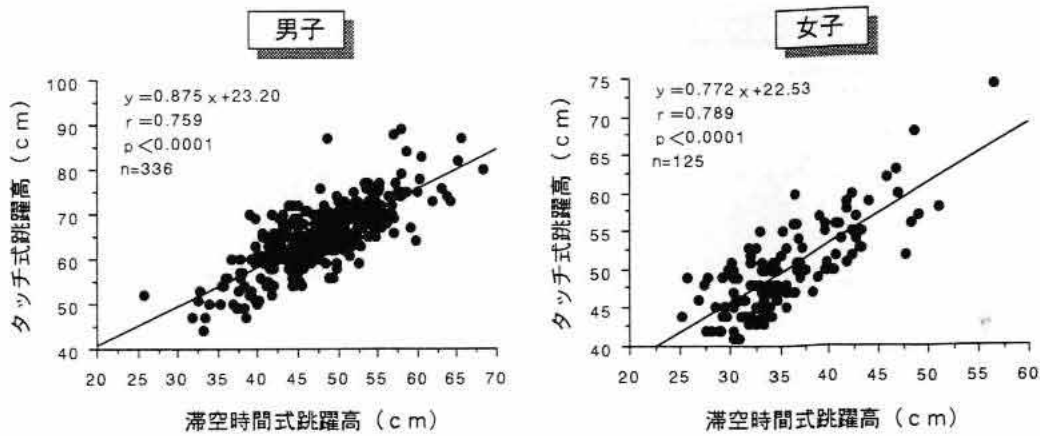 男子
y=0.875x+23.20
r=0.759
p<0.0001
n=336
タッチ式跳躍高(cm)
100
90
80
70
60
50
40
20 25 30 35 40 45 50 55 60 65 70
滞空時間式跳躍高(cm)
女子
y=0.772x+22.53
r=0.789
p<0.0001
n=125
タッチ式跳躍高(cm)
75
70
65
60
55
50
45
40
20 25 30 35 40 45 50 55 60
滞空時間式跳躍高(cm)